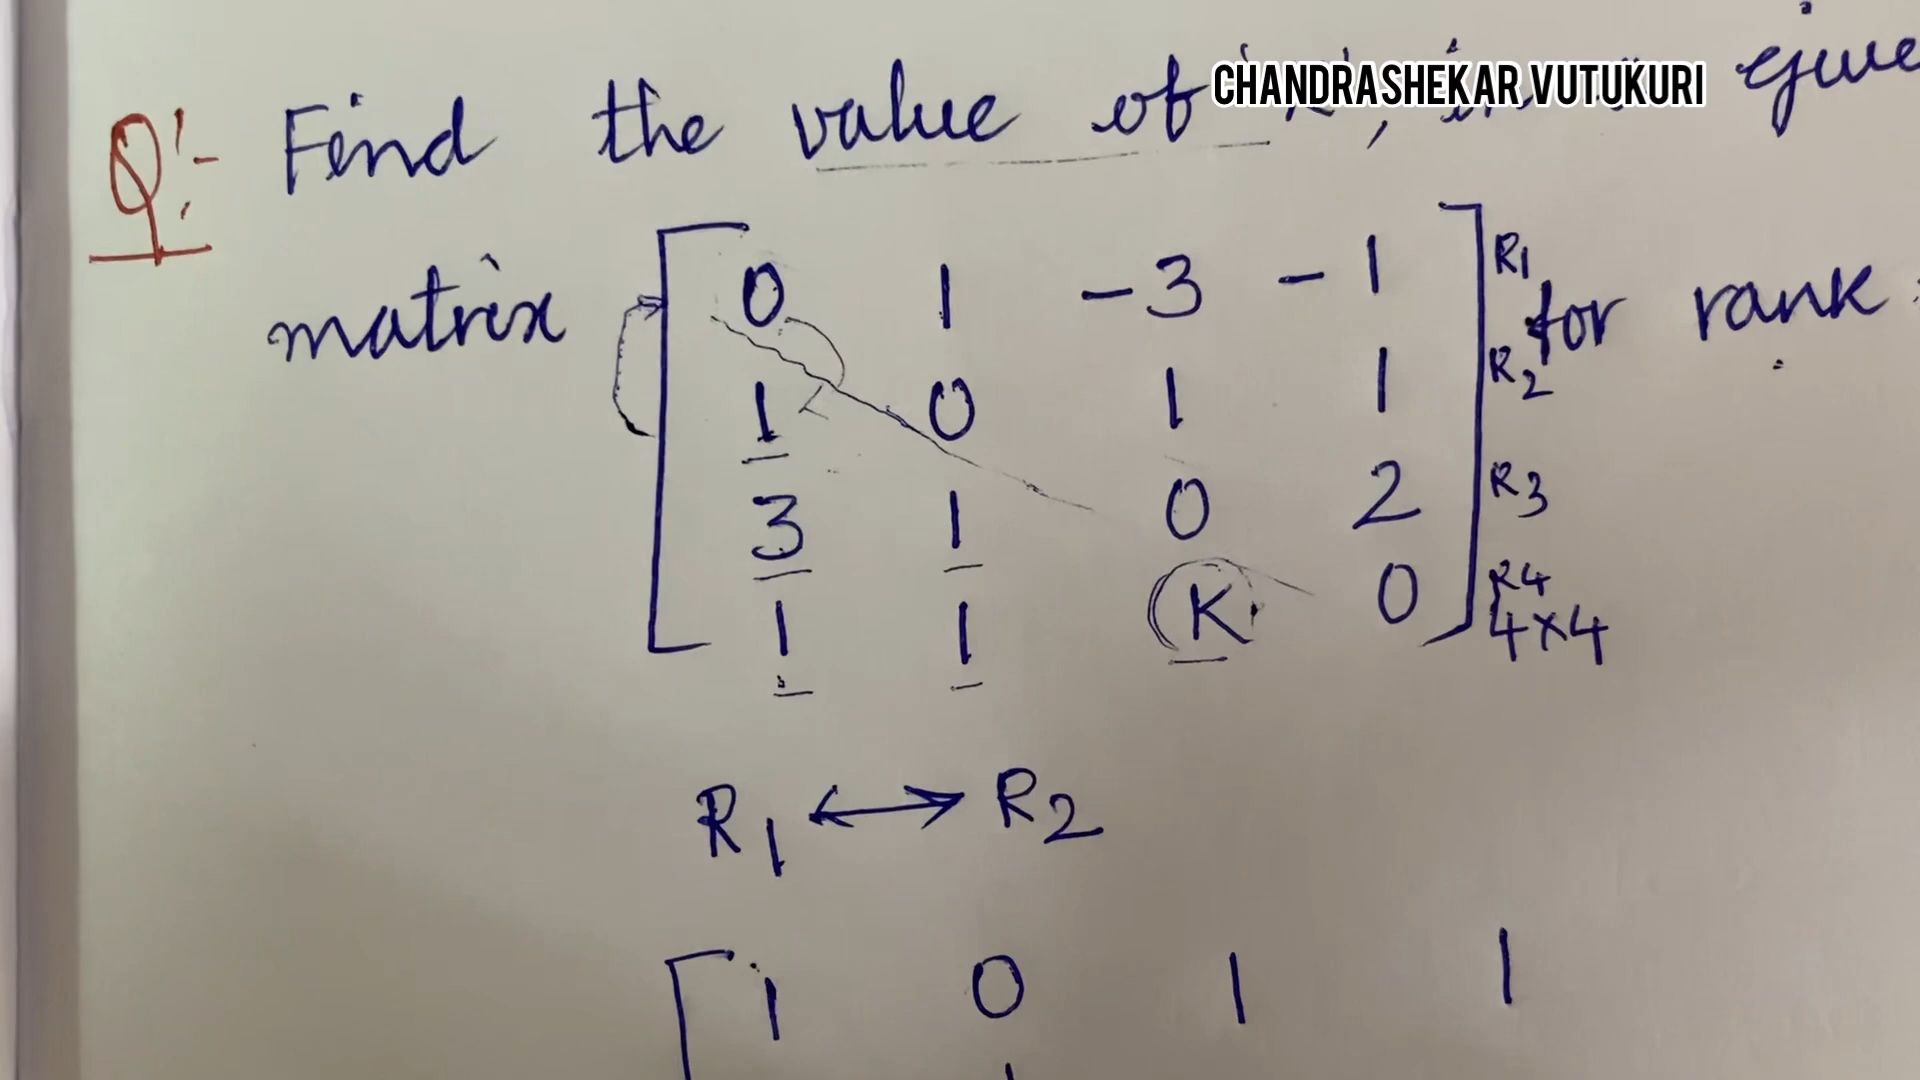 Q:- Find the value of CHANDRASHEKAR VUTUKURI
matrix
0 1 -3 -1 R1
for rank
1 0 1 1 R2
3 1 0 2 R3
1 1 K 0 R4
4×4
R1 ↔ R2
1 0 1 1